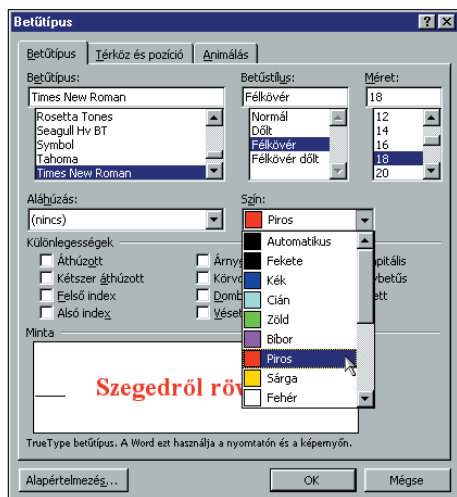 Betűtípus
Betűtípus Térköz és pozíció Animálás
Betűtípus: Betűstílus: Méret:
Times New Roman Félkövér 18
Rosetta Tones Normál 12
Seagull Hv BT Dőlt 14
Symbol Félkövér 16
Tahoma Félkövér dőlt 18
Times New Roman 20
Aláhúzás: Szín:
(nincs) Piros
Különlegességek
Automatikus
Áthúzott
Fekete
Kétszer áthúzott
Kék
Felső index
Cián
Alsó index
Zöld
Minta
Bíbor
Piros
Szegedről
Sárga
Fehér
TrueType betűtípus. A Word ezt használja a nyomtatón és a képernyőn.
Alapértelmezés... OK Mégse